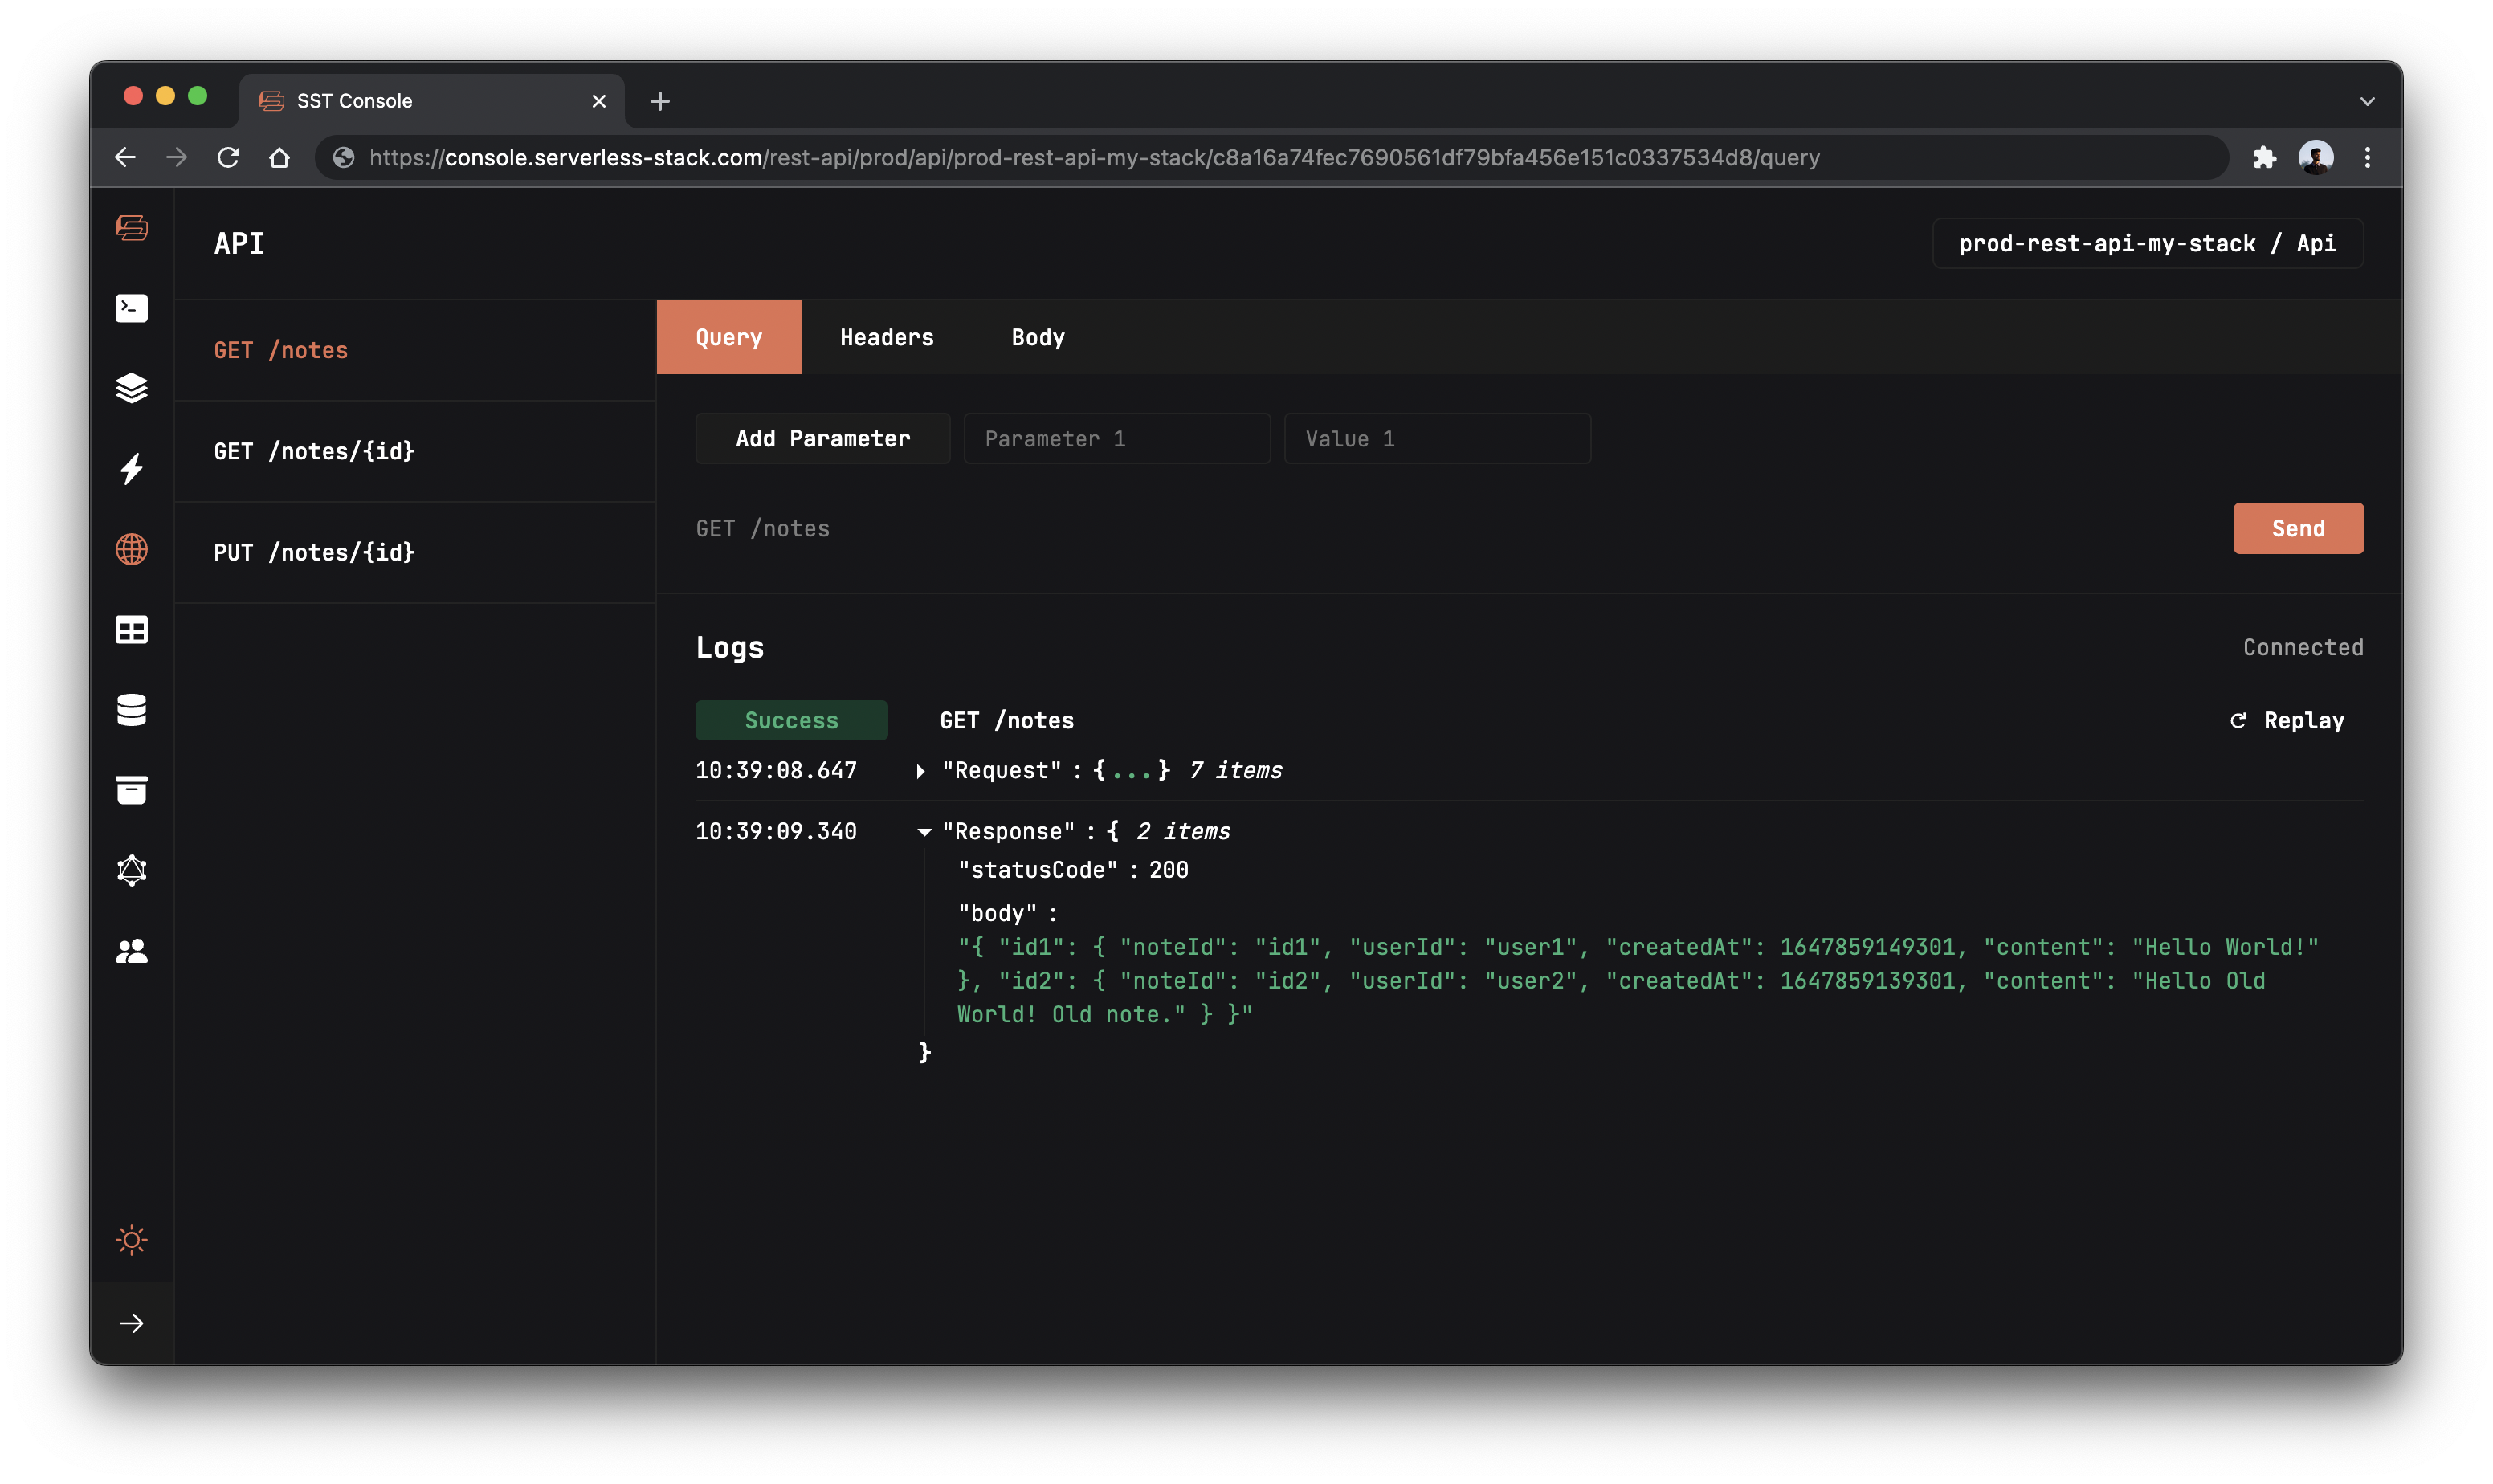 SST Console
https://console.serverless-stack.com/rest-api/prod/api/prod-rest-api-my-stack/c8a16a74fec7690561df79bfa456e151c0337534d8/query
API
prod-rest-api-my-stack / Api
GET /notes
GET /notes/{id}
PUT /notes/{id}
Query Headers Body
Add Parameter Parameter 1 Value 1
GET /notes Send
Logs Connected
Success GET /notes Replay
10:39:08.647 "Request" : {...} 7 items
10:39:09.340 "Response" : { 2 items
"statusCode" : 200
"body" :
"{ "id1": { "noteId": "id1", "userId": "user1", "createdAt": 1647859149301, "content": "Hello World!"
}, "id2": { "noteId": "id2", "userId": "user2", "createdAt": 1647859139301, "content": "Hello Old
World! Old note." } }"
}